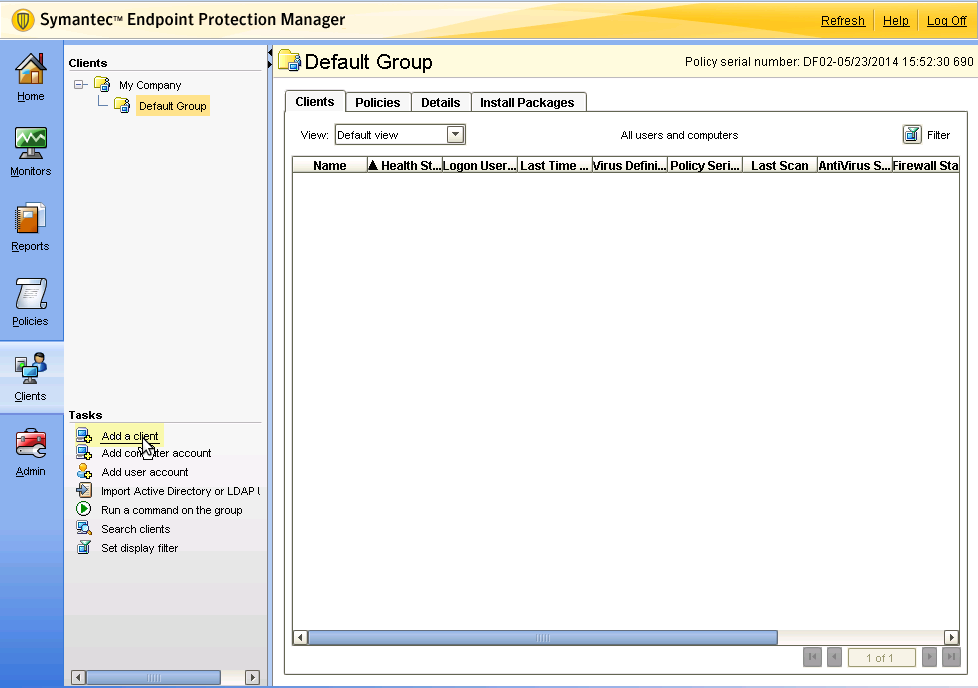 Symantec™ Endpoint Protection Manager
Refresh Help Log Off
Home
Monitors
Reports
Policies
Clients
Admin
Clients
My Company
Default Group
Tasks
Add a client
Add computer account
Add user account
Import Active Directory or LDAP
Run a command on the group
Search clients
Set display filter
Default Group
Policy serial number: DF02-05/23/2014 15:52:30 690
Clients Policies Details Install Packages
View: Default view All users and computers Filter
Name Health St... Logon User... Last Time ... Virus Defini... Policy Seri... Last Scan AntiVirus S... Firewall Sta
1 of 1